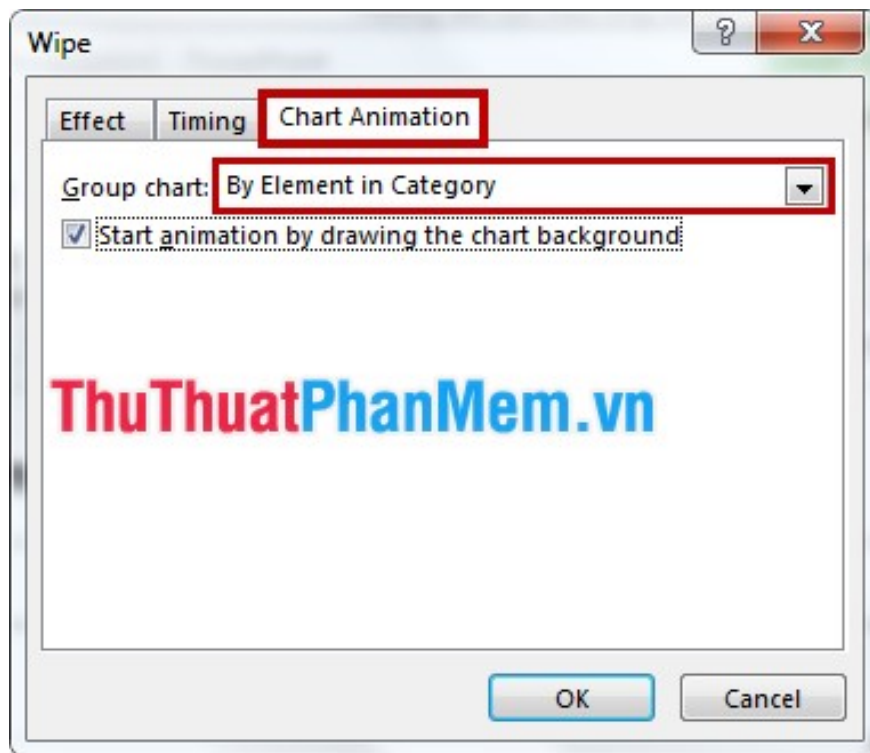 Wipe
Effect Timing Chart Animation
Group chart: By Element in Category
Start animation by drawing the chart background
ThuThuatPhanMem.vn
OK Cancel